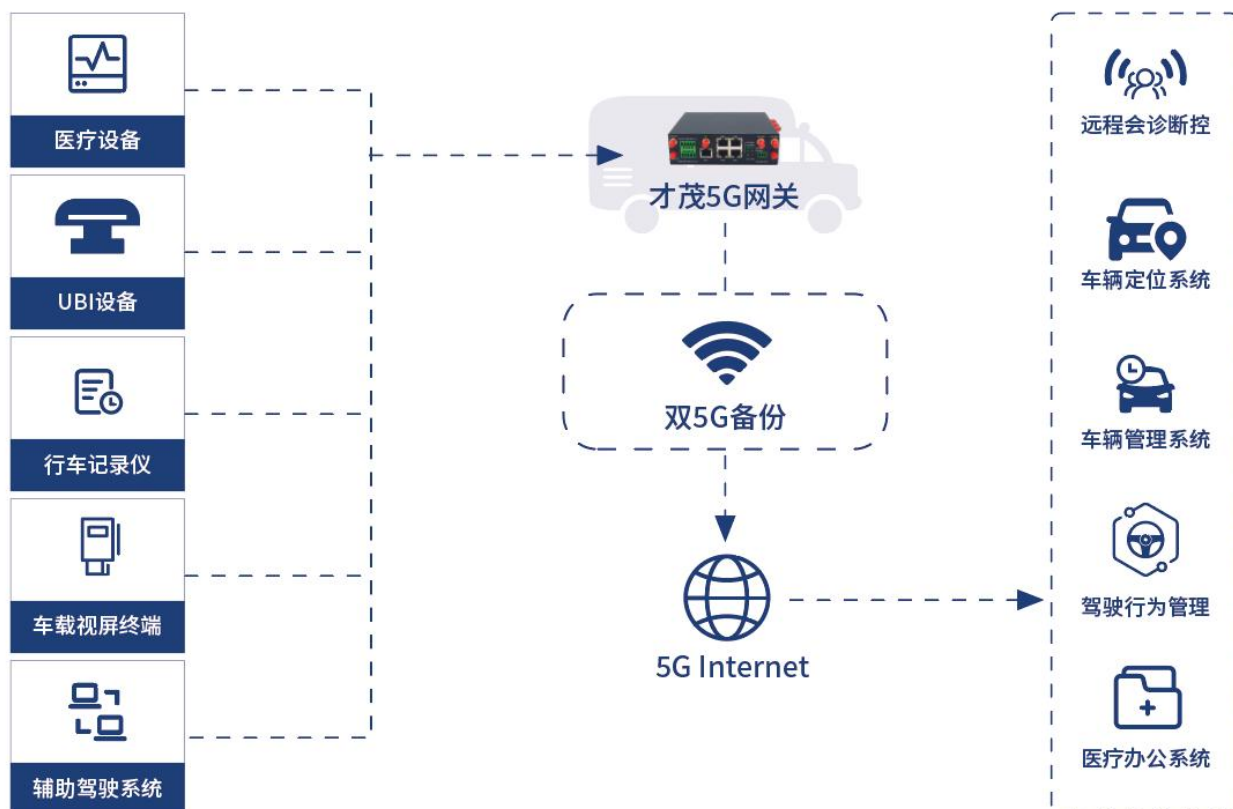 医疗设备
UBI设备
行车记录仪
车载视屏终端
辅助驾驶系统
才茂5G网关
双5G备份
5G Internet
远程会诊断控
车辆定位系统
车辆管理系统
驾驶行为管理
医疗办公系统